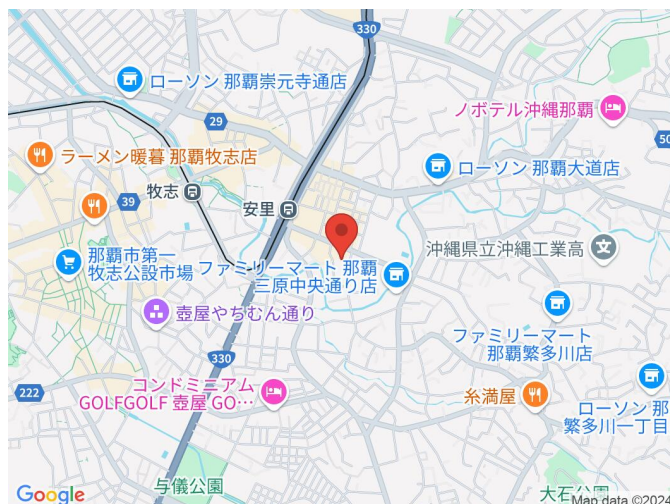 330
ローソン 那覇崇元寺通店
ノボテル沖縄那覇
29
50
ラーメン暖暮 那覇牧志店
ローソン 那覇大道店
牧志
39
安里
那覇市第一
牧志公設市場
沖縄県立沖縄工業高
ファミリーマート 那覇
三原中央通り店
壺屋やちむん通り
ファミリーマート
那覇繁多川店
330
222
コンドミニアム
GOLFGOLF 壺屋 GO…
糸満屋
ローソン 那
繁多川一丁目
与儀公園
大石公園
Google
Map data ©2024